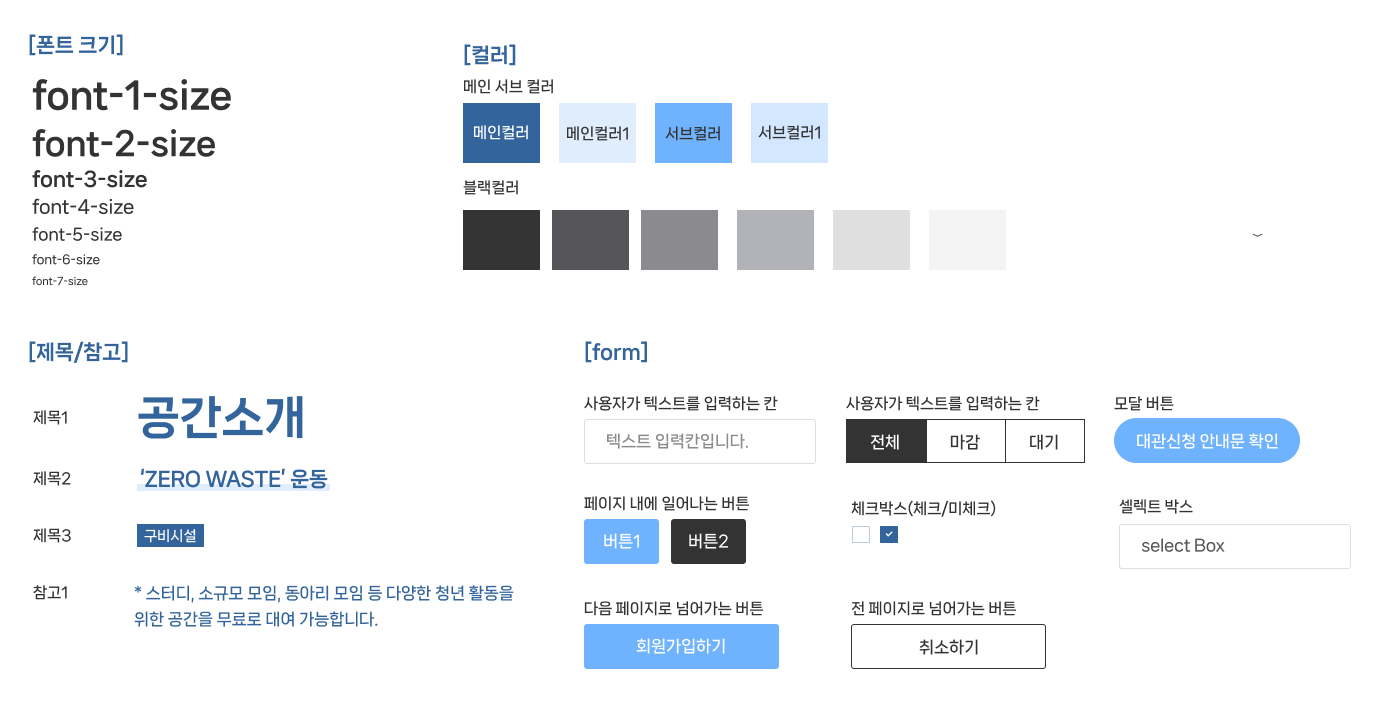 [폰트 크기]
font-1-size
font-2-size
font-3-size
font-4-size
font-5-size
font-6-size
font-7-size
[컬러]
메인 서브 컬러
메인컬러
메인컬러1
서브컬러
서브컬러1
블랙컬러
[제목/참고]
제목1
공간소개
제목2
‘ZERO WASTE’ 운동
제목3
구비시설
참고1
* 스터디, 소규모 모임, 동아리 모임 등 다양한 청년 활동을
위한 공간을 무료로 대여 가능합니다.
[form]
사용자가 텍스트를 입력하는 칸
텍스트 입력칸입니다.
사용자가 텍스트를 입력하는 칸
전체
마감
대기
모달 버튼
대관신청 안내문 확인
페이지 내에 일어나는 버튼
버튼1
버튼2
체크박스(체크/미체크)
셀렉트 박스
select Box
다음 페이지로 넘어가는 버튼
회원가입하기
전 페이지로 넘어가는 버튼
취소하기